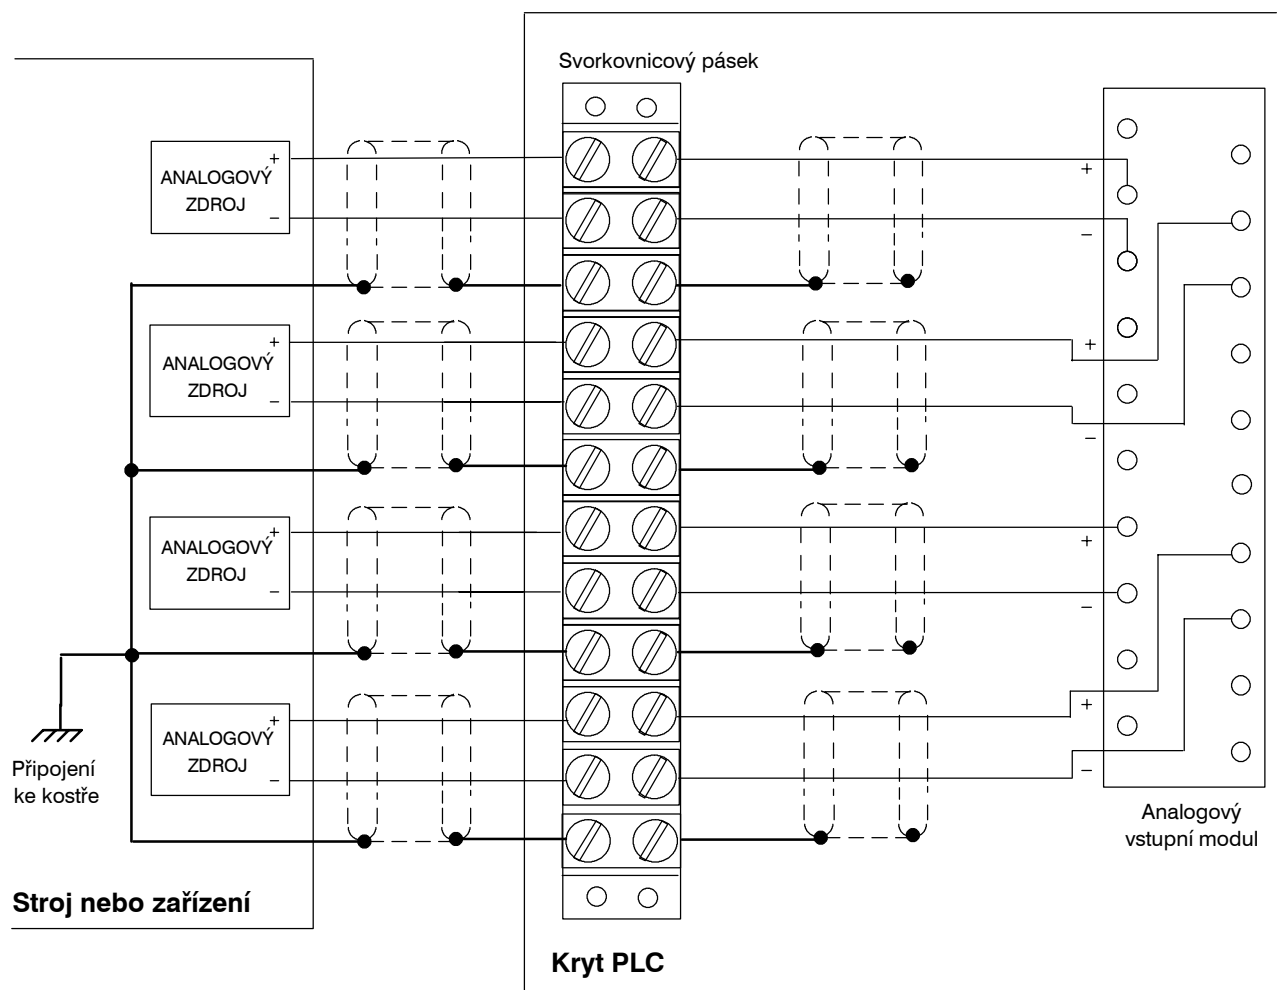 Svorkovnicový pásek
ANALOGOVÝ
ZDROJ
+
−
+
−
ANALOGOVÝ
ZDROJ
+
−
+
−
ANALOGOVÝ
ZDROJ
+
−
+
−
ANALOGOVÝ
ZDROJ
+
−
+
−
Připojení
ke kostře
Analogový
vstupní modul
Stroj nebo zařízení
Kryt PLC